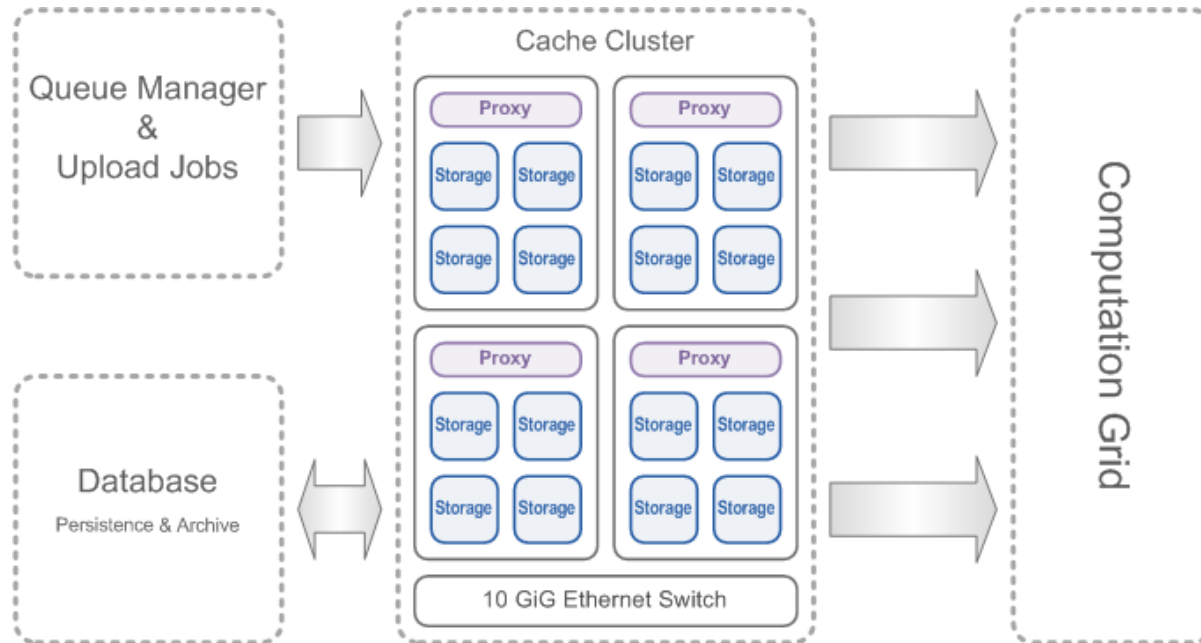 Queue Manager
&
Upload Jobs
Database
Persistence & Archive
Cache Cluster
Proxy
Storage Storage
Storage Storage
Proxy
Storage Storage
Storage Storage
Proxy
Storage Storage
Storage Storage
Proxy
Storage Storage
Storage Storage
10 GiG Ethernet Switch
Computation Grid